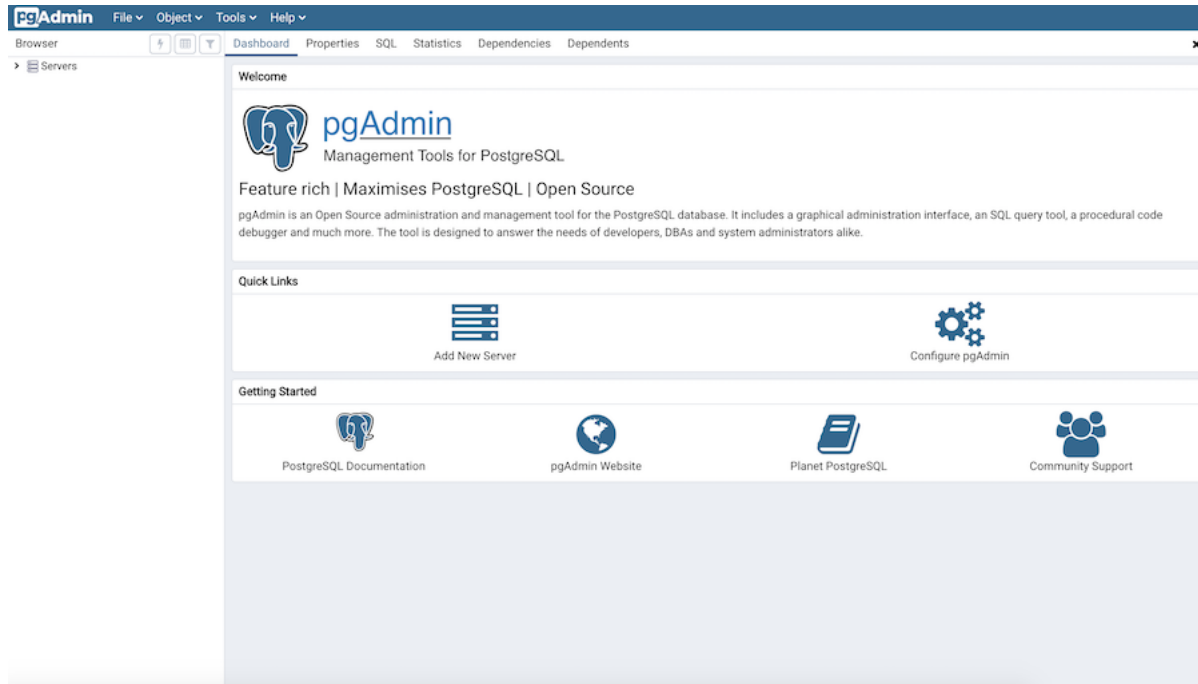 pgAdmin File Object Tools Help
Browser
Dashboard Properties SQL Statistics Dependencies Dependents
Servers
Welcome
pgAdmin
Management Tools for PostgreSQL
Feature rich | Maximises PostgreSQL | Open Source
pgAdmin is an Open Source administration and management tool for the PostgreSQL database. It includes a graphical administration interface, an SQL query tool, a procedural code
debugger and much more. The tool is designed to answer the needs of developers, DBAs and system administrators alike.
Quick Links
Add New Server Configure pgAdmin
Getting Started
PostgreSQL Documentation pgAdmin Website Planet PostgreSQL Community Support